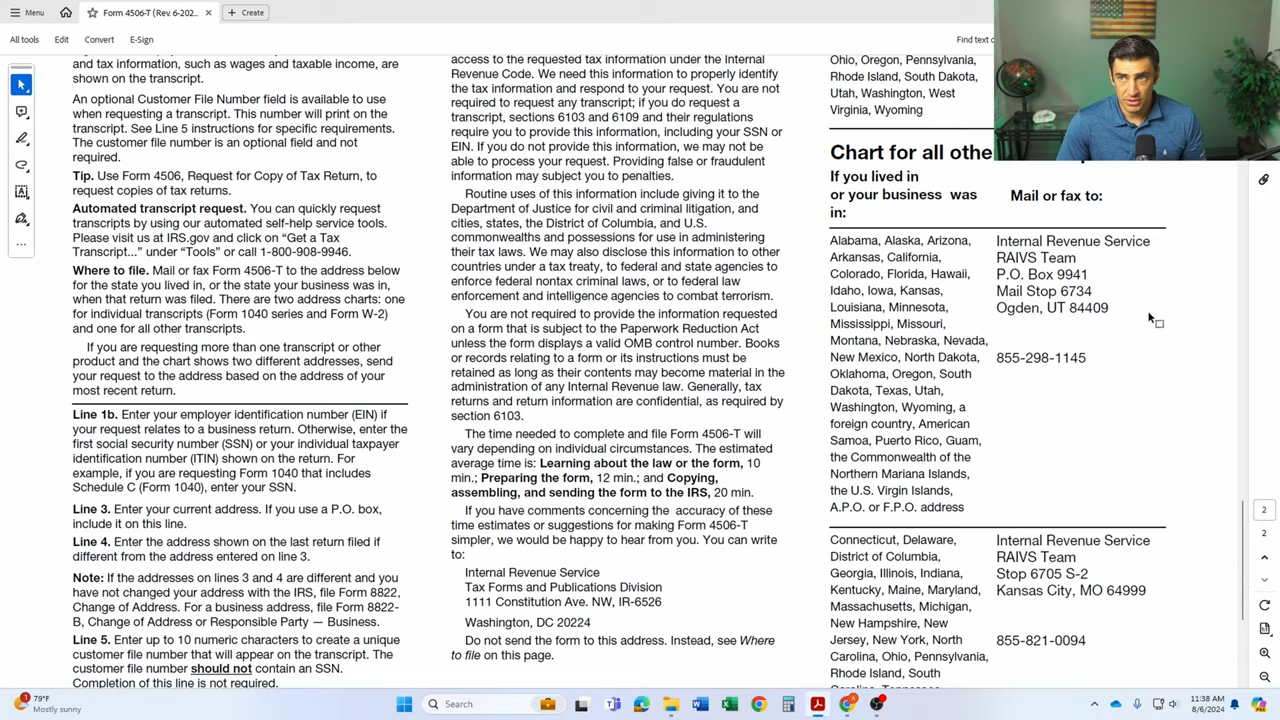 Menu
Form 4506-T (Rev. 6-202...
Create
All tools
Edit
Convert
E-Sign
Find text o
and tax information, such as wages and taxable income, are
shown on the transcript.
An optional Customer File Number field is available to use
when requesting a transcript. This number will print on the
transcript. See Line 5 instructions for specific requirements.
The customer file number is an optional field and not
required.
Tip. Use Form 4506, Request for Copy of Tax Return, to
request copies of tax returns.
Automated transcript request. You can quickly request
transcripts by using our automated self-help service tools.
Please visit us at IRS.gov and click on “Get a Tax
Transcript...” under “Tools” or call 1-800-908-9946.
Where to file. Mail or fax Form 4506-T to the address below
for the state you lived in, or the state your business was in,
when that return was filed. There are two address charts: one
for individual transcripts (Form 1040 series and Form W-2)
and one for all other transcripts.
If you are requesting more than one transcript or other
product and the chart shows two different addresses, send
your request to the address based on the address of your
most recent return.
Line 1b. Enter your employer identification number (EIN) if
your request relates to a business return. Otherwise, enter the
first social security number (SSN) or your individual taxpayer
identification number (ITIN) shown on the return. For
example, if you are requesting Form 1040 that includes
Schedule C (Form 1040), enter your SSN.
Line 3. Enter your current address. If you use a P.O. box,
include it on this line.
Line 4. Enter the address shown on the last return filed if
different from the address entered on line 3.
Note: If the addresses on lines 3 and 4 are different and you
have not changed your address with the IRS, file Form 8822,
Change of Address. For a business address, file Form 8822-
B, Change of Address or Responsible Party — Business.
Line 5. Enter up to 10 numeric characters to create a unique
customer file number that will appear on the transcript. The
customer file number should not contain an SSN.
Completion of this line is not required.
access to the requested tax information under the Internal
Revenue Code. We need this information to properly identify
the tax information and respond to your request. You are not
required to request any transcript; if you do request a
transcript, sections 6103 and 6109 and their regulations
require you to provide this information, including your SSN or
EIN. If you do not provide this information, we may not be
able to process your request. Providing false or fraudulent
information may subject you to penalties.
Routine uses of this information include giving it to the
Department of Justice for civil and criminal litigation, and
cities, states, the District of Columbia, and U.S.
commonwealths and possessions for use in administering
their tax laws. We may also disclose this information to other
countries under a tax treaty, to federal and state agencies to
enforce federal nontax criminal laws, or to federal law
enforcement and intelligence agencies to combat terrorism.
You are not required to provide the information requested
on a form that is subject to the Paperwork Reduction Act
unless the form displays a valid OMB control number. Books
or records relating to a form or its instructions must be
retained as long as their contents may become material in the
administration of any Internal Revenue law. Generally, tax
returns and return information are confidential, as required by
section 6103.
The time needed to complete and file Form 4506-T will
vary depending on individual circumstances. The estimated
average time is: Learning about the law or the form, 10
min.; Preparing the form, 12 min.; and Copying,
assembling, and sending the form to the IRS, 20 min.
If you have comments concerning the accuracy of these
time estimates or suggestions for making Form 4506-T
simpler, we would be happy to hear from you. You can write
to:
Internal Revenue Service
Tax Forms and Publications Division
1111 Constitution Ave. NW, IR-6526
Washington, DC 20224
Do not send the form to this address. Instead, see Where
to file on this page.
Ohio, Oregon, Pennsylvania,
Rhode Island, South Dakota,
Utah, Washington, West
Virginia, Wyoming
Chart for all othe
If you lived in
or your business was
in:
Mail or fax to:
Alabama, Alaska, Arizona,
Arkansas, California,
Colorado, Florida, Hawaii,
Idaho, Iowa, Kansas,
Louisiana, Minnesota,
Mississippi, Missouri,
Montana, Nebraska, Nevada,
New Mexico, North Dakota,
Oklahoma, Oregon, South
Dakota, Texas, Utah,
Washington, Wyoming, a
foreign country, American
Samoa, Puerto Rico, Guam,
the Commonwealth of the
Northern Mariana Islands,
the U.S. Virgin Islands,
A.P.O. or F.P.O. address
Internal Revenue Service
RAIVS Team
P.O. Box 9941
Mail Stop 6734
Ogden, UT 84409
855-298-1145
Connecticut, Delaware,
District of Columbia,
Georgia, Illinois, Indiana,
Kentucky, Maine, Maryland,
Massachusetts, Michigan,
New Hampshire, New
Jersey, New York, North
Carolina, Ohio, Pennsylvania,
Rhode Island, South
Internal Revenue Service
RAIVS Team
Stop 6705 S-2
Kansas City, MO 64999
855-821-0094
2
2
1
79°F
Mostly sunny
Search
11:38 AM
8/6/2024